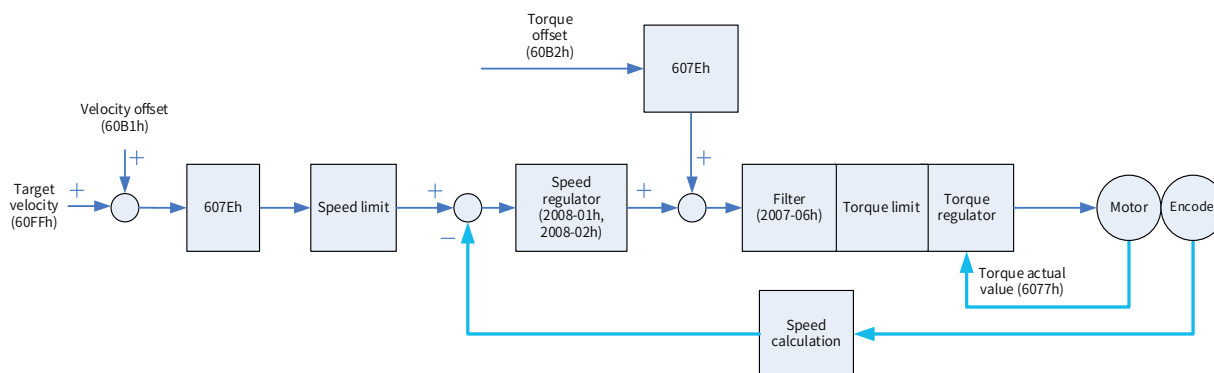 Torque
offset
(60B2h)
607Eh
Velocity offset
(60B1h)
+
+
Target
velocity
(60FFh)
+
607Eh
Speed limit
+
−
Speed
regulator
(2008-01h,
2008-02h)
+
Filter
(2007-06h)
Torque limit
Torque
regulator
Motor
Encode
Torque actual
value (6077h)
Speed
calculation